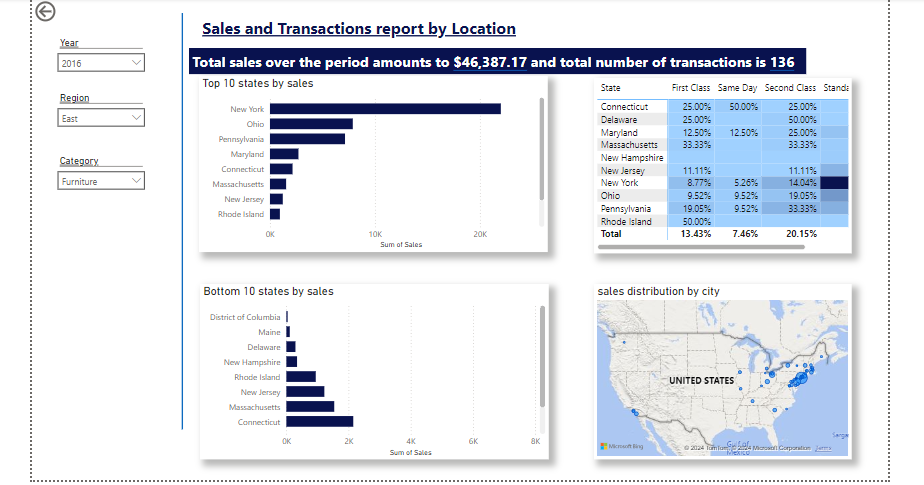 Sales and Transactions report by Location
Year
2016
Region
East
Category
Furniture
Total sales over the period amounts to $46,387.17 and total number of transactions is 136
Top 10 states by sales
New York
Ohio
Pennsylvania
Maryland
Connecticut
Massachusetts
New Jersey
Rhode Island
0K 10K 20K
Sum of Sales
State First Class Same Day Second Class Standa
Connecticut 25.00% 50.00% 25.00%
Delaware 25.00% 50.00%
Maryland 12.50% 12.50% 25.00%
Massachusetts 33.33% 33.33%
New Hampshire
New Jersey 11.11% 11.11%
New York 8.77% 5.26% 14.04%
Ohio 9.52% 9.52% 19.05%
Pennsylvania 19.05% 9.52% 33.33%
Rhode Island 50.00%
Total 13.43% 7.46% 20.15%
Bottom 10 states by sales
District of Columbia
Maine
Delaware
New Hampshire
Rhode Island
New Jersey
Massachusetts
Connecticut
0K 2K 4K 6K 8K
Sum of Sales
sales distribution by city
UNITED STATES
Gulf of
Mexico
Microsoft Bing
© 2024 TomTom, © 2024 Microsoft Corporation Terms